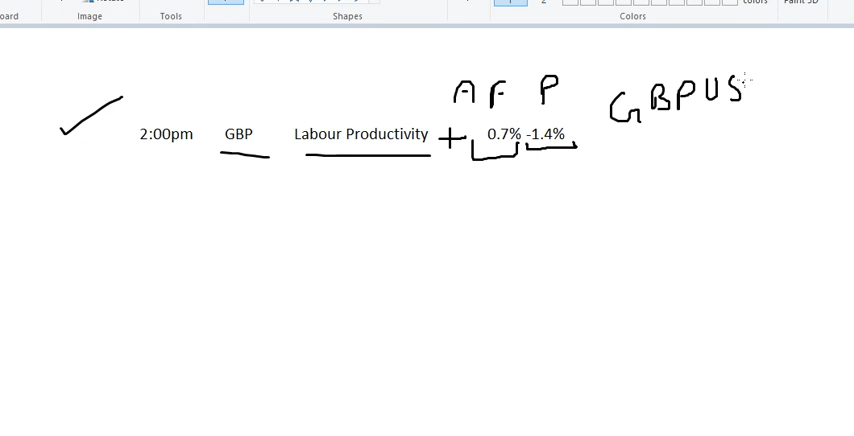 Image Tools Shapes Colors
A F P GBPUS
2:00pm GBP Labour Productivity + 0.7% -1.4%